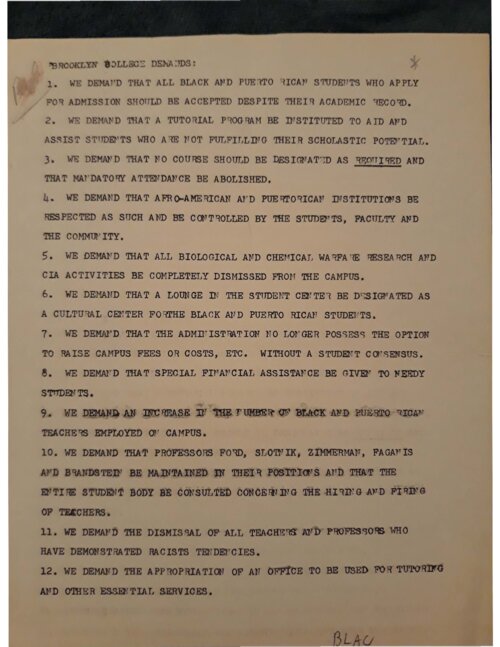 BROOKLYN COLLEGE DEMANDS:
1. WE DEMAND THAT ALL BLACK AND PUERTO RICAN STUDENTS WHO APPLY
FOR ADMISSION SHOULD BE ACCEPTED DESPITE THEIR ACADEMIC RECORD.
2. WE DEMAND THAT A TUTORIAL PROGRAM BE INSTITUTED TO AID AND
ASSIST STUDENTS WHO ARE NOT FULFILLING THEIR SCHOLASTIC POTENTIAL.
3. WE DEMAND THAT NO COURSE SHOULD BE DESIGNATED AS REQUIRED AND
THAT MANDATORY ATTENDANCE BE ABOLISHED.
4. WE DEMAND THAT AFRO-AMERICAN AND PUERTORICAN INSTITUTIONS BE
RESPECTED AS SUCH AND BE CONTROLLED BY THE STUDENTS, FACULTY AND
THE COMMUNITY.
5. WE DEMAND THAT ALL BIOLOGICAL AND CHEMICAL WARFARE RESEARCH AND
CIA ACTIVITIES BE COMPLETELY DISMISSED FROM THE CAMPUS.
6. WE DEMAND THAT A LOUNGE IN THE STUDENT CENTER BE DESIGNATED AS
A CULTURAL CENTER FORTHE BLACK AND PUERTO RICAN STUDENTS.
7. WE DEMAND THAT THE ADMINISTRATION NO LONGER POSSESS THE OPTION
TO RAISE CAMPUS FEES OR COSTS, ETC. WITHOUT A STUDENT CONSENSUS.
8. WE DEMAND THAT SPECIAL FINANCIAL ASSISTANCE BE GIVEN TO NEEDY
STUDENTS.
9. WE DEMAND AN INCREASE IN THE NUMBER OF BLACK AND PUERTO RICAN
TEACHERS EMPLOYED ON CAMPUS.
10. WE DEMAND THAT PROFESSORS FORD, SLOTNIK, ZIMMERMAN, FAGANIS
AND BRANDSTEIN BE MAINTAINED IN THEIR POSITIONS AND THAT THE
ENTIRE STUDENT BODY BE CONSULTED CONCERNING THE HIRING AND FIRING
OF TEACHERS.
11. WE DEMAND THE DISMISSAL OF ALL TEACHERS AND PROFESSORS WHO
HAVE DEMONSTRATED RACISTS TENDENCIES.
12. WE DEMAND THE APPROPRIATION OF AN OFFICE TO BE USED FOR TUTORING
AND OTHER ESSENTIAL SERVICES.
BLAC